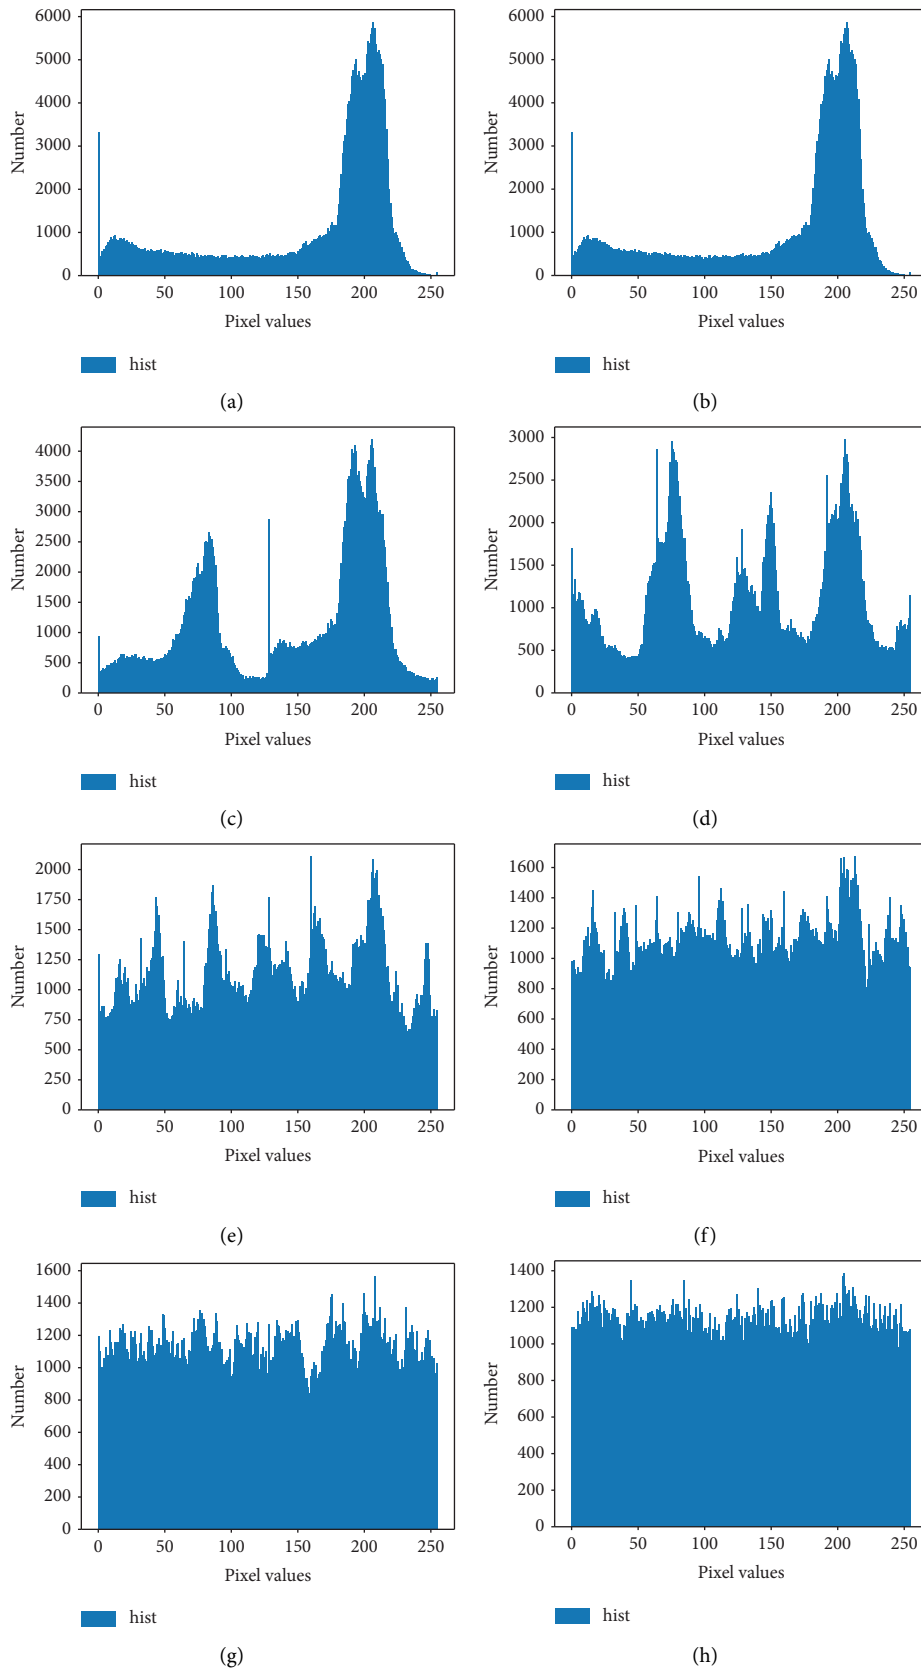 6000
5000
4000
3000
2000
1000
0
Number
0 50 100 150 200 250
Pixel values
hist
(a)
6000
5000
4000
3000
2000
1000
0
Number
0 50 100 150 200 250
Pixel values
hist
(b)
4000
3500
3000
2500
2000
1500
1000
500
0
Number
0 50 100 150 200 250
Pixel values
hist
(c)
3000
2500
2000
1500
1000
500
0
Number
0 50 100 150 200 250
Pixel values
hist
(d)
2000
1750
1500
1250
1000
750
500
250
0
Number
0 50 100 150 200 250
Pixel values
hist
(e)
1600
1400
1200
1000
800
600
400
200
0
Number
0 50 100 150 200 250
Pixel values
hist
(f)
1600
1400
1200
1000
800
600
400
200
0
Number
0 50 100 150 200 250
Pixel values
hist
(g)
1400
1200
1000
800
600
400
200
0
Number
0 50 100 150 200 250
Pixel values
hist
(h)